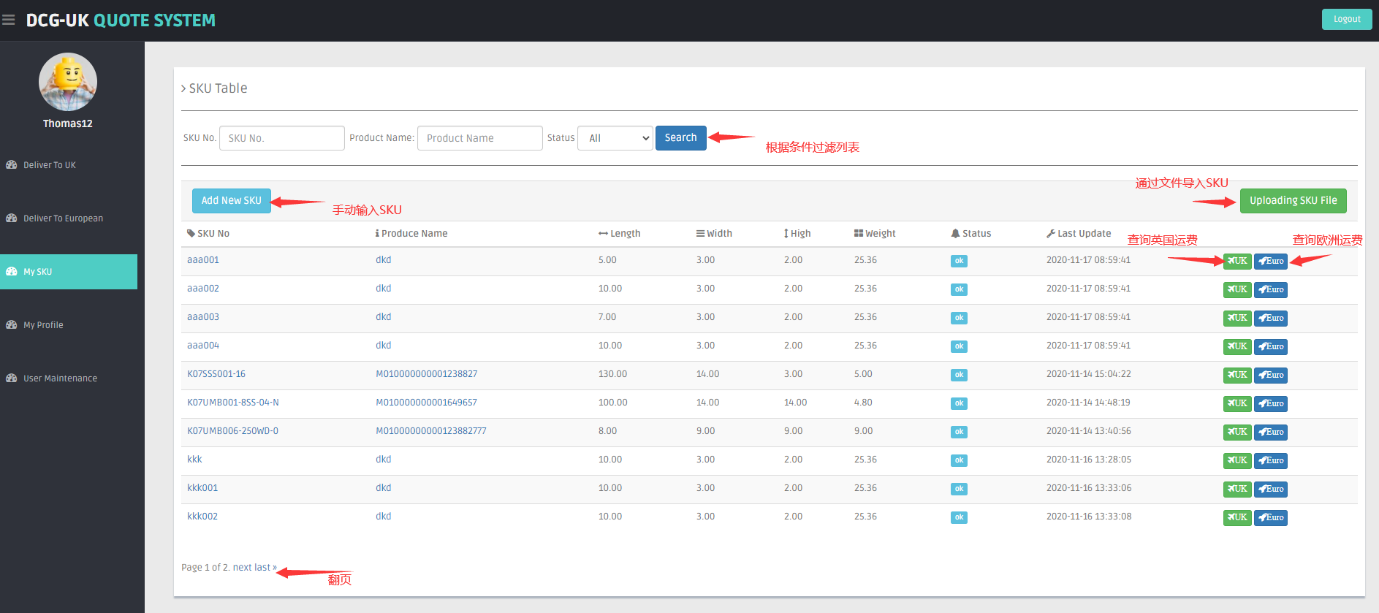 DCG-UK QUOTE SYSTEM
Logout
Thomas12
Deliver To UK
Deliver To European
My SKU
My Profile
User Maintenance
> SKU Table
SKU No. SKU No. Product Name: Product Name Status All Search
根据条件过滤列表
通过文件导入SKU
Add New SKU
手动输入SKU
Uploading SKU File
SKU No Produce Name Length Width High Weight Status Last Update
查询英国运费 查询欧洲运费
aaa001 dkd 5.00 3.00 2.00 25.36 ok 2020-11-17 08:59:41 UK Euro
aaa002 dkd 10.00 3.00 2.00 25.36 ok 2020-11-17 08:59:41 UK Euro
aaa003 dkd 7.00 3.00 2.00 25.36 ok 2020-11-17 08:59:41 UK Euro
aaa004 dkd 10.00 3.00 2.00 25.36 ok 2020-11-17 08:59:41 UK Euro
K07SSS001-16 M010000000001238827 130.00 14.00 3.00 5.00 ok 2020-11-14 15:04:22 UK Euro
K07UMB001-8SS-04-N M010000000001649657 100.00 14.00 14.00 4.80 ok 2020-11-14 14:48:19 UK Euro
K07UMB006-250WD-0 M01000000000123882777 8.00 9.00 9.00 9.00 ok 2020-11-14 13:40:56 UK Euro
kkk dkd 10.00 3.00 2.00 25.36 ok 2020-11-16 13:28:05 UK Euro
kkk001 dkd 10.00 3.00 2.00 25.36 ok 2020-11-16 13:33:06 UK Euro
kkk002 dkd 10.00 3.00 2.00 25.36 ok 2020-11-16 13:33:08 UK Euro
Page 1 of 2. next last »
翻页